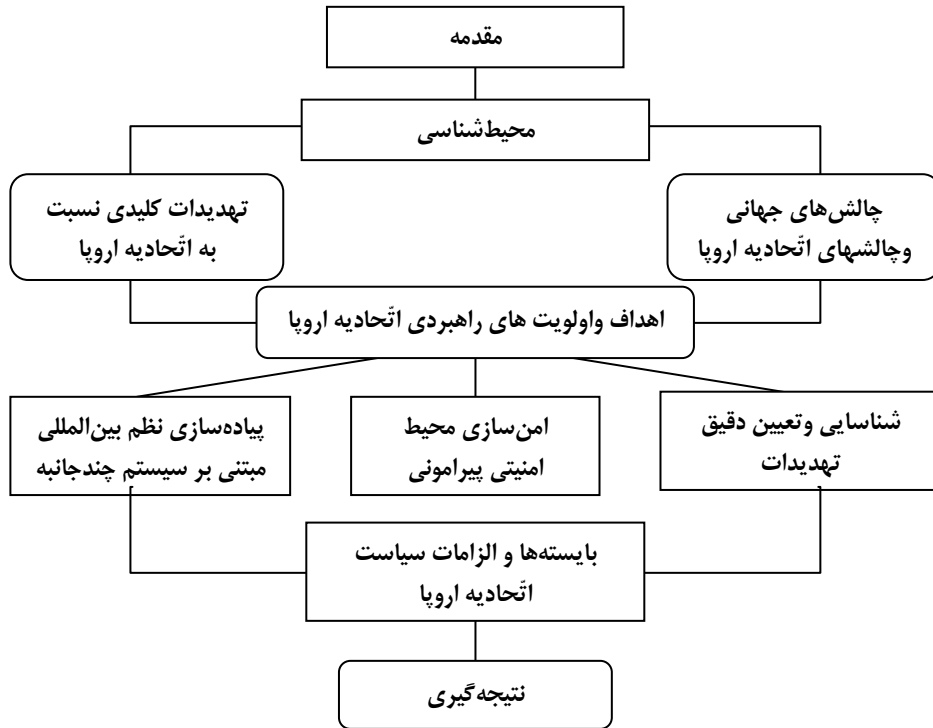 مقدمه
محیط‌شناسی
چالش‌های جهانی
وچالشهای اتّحادیه اروپا
تهدیدات کلیدی نسبت
به اتّحادیه اروپا
اهداف واولویت های راهبردی اتّحادیه اروپا
شناسایی وتعیین دقیق
تهدیدات
امن‌سازی محیط
امنیتی پیرامونی
پیاده‌سازی نظم بین‌المللی
مبتنی بر سیستم چندجانبه
بایسته‌ها و الزامات سیاست
اتّحادیه اروپا
نتیجه‌گیری